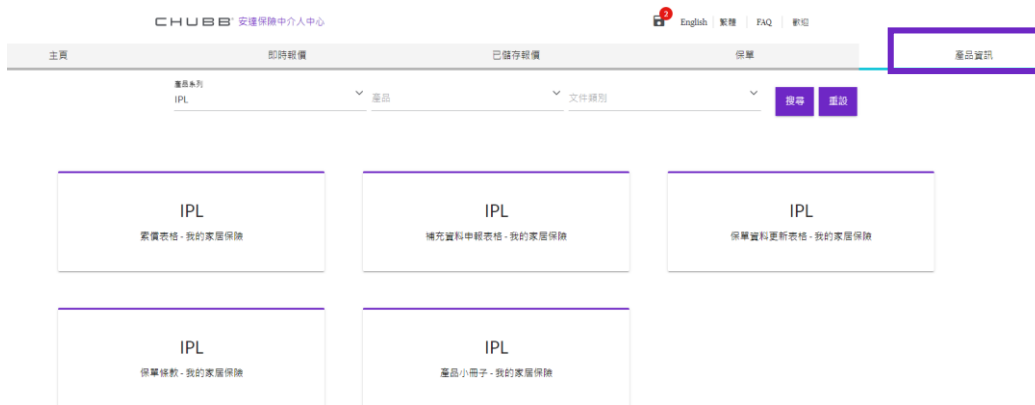 CHUBB® 安達保險中介人中心
2
English 繁體 FAQ 歡迎
主頁 即時報價 已儲存報價 保單 產品資訊
產品系列
IPL 產品 文件類別 搜尋 重設
IPL IPL IPL
索償表格 - 我的家居保險 補充資料申報表格 - 我的家居保險 保單資料更新表格 - 我的家居保險
IPL IPL
保單條款 - 我的家居保險 產品小冊子 - 我的家居保險